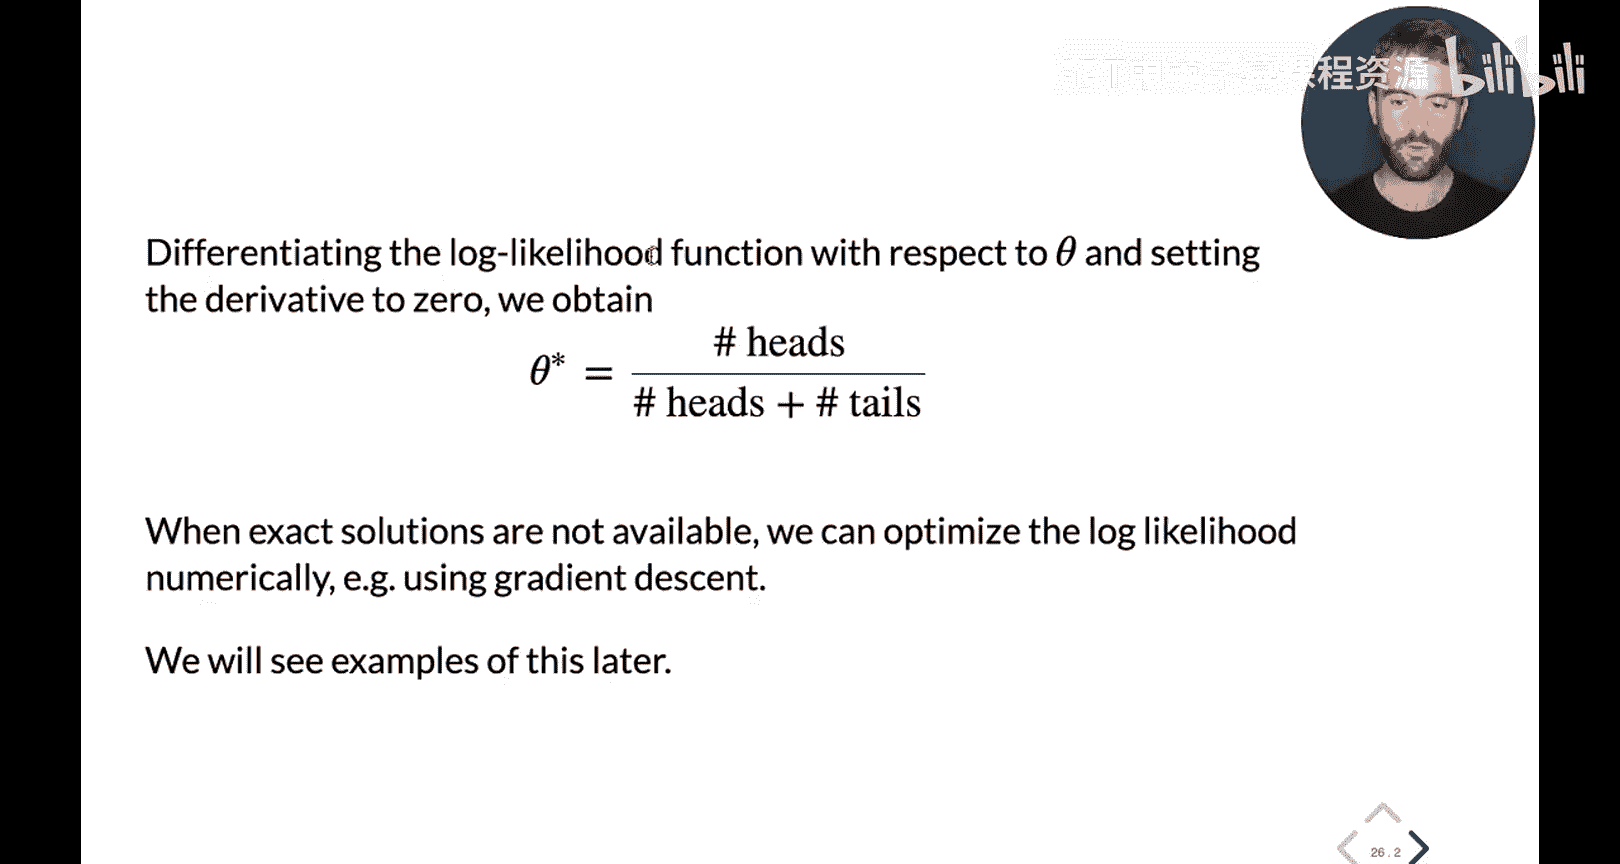 程资源 bilibili
Differentiating the log-likelihood function with respect to θ and setting
the derivative to zero, we obtain
θ* = # heads / # heads + # tails
When exact solutions are not available, we can optimize the log likelihood
numerically, e.g. using gradient descent.
We will see examples of this later.
26 . 2